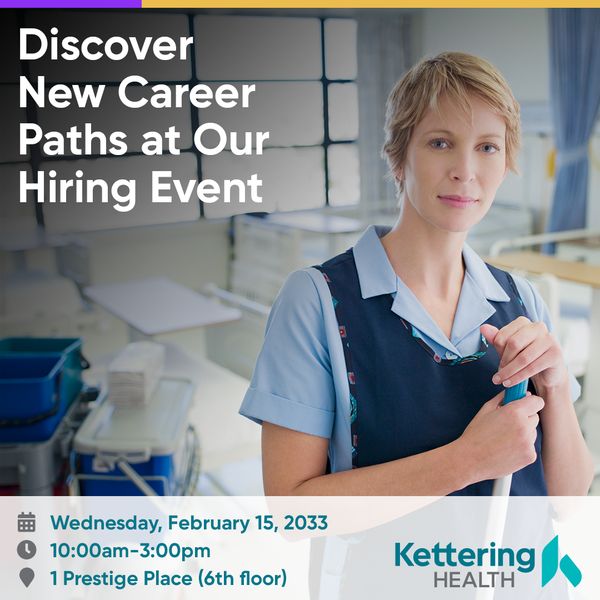 Discover
New Career
Paths at Our
Hiring Event
Wednesday, February 15, 2033
10:00am-3:00pm
1 Prestige Place (6th floor)
Kettering
HEALTH